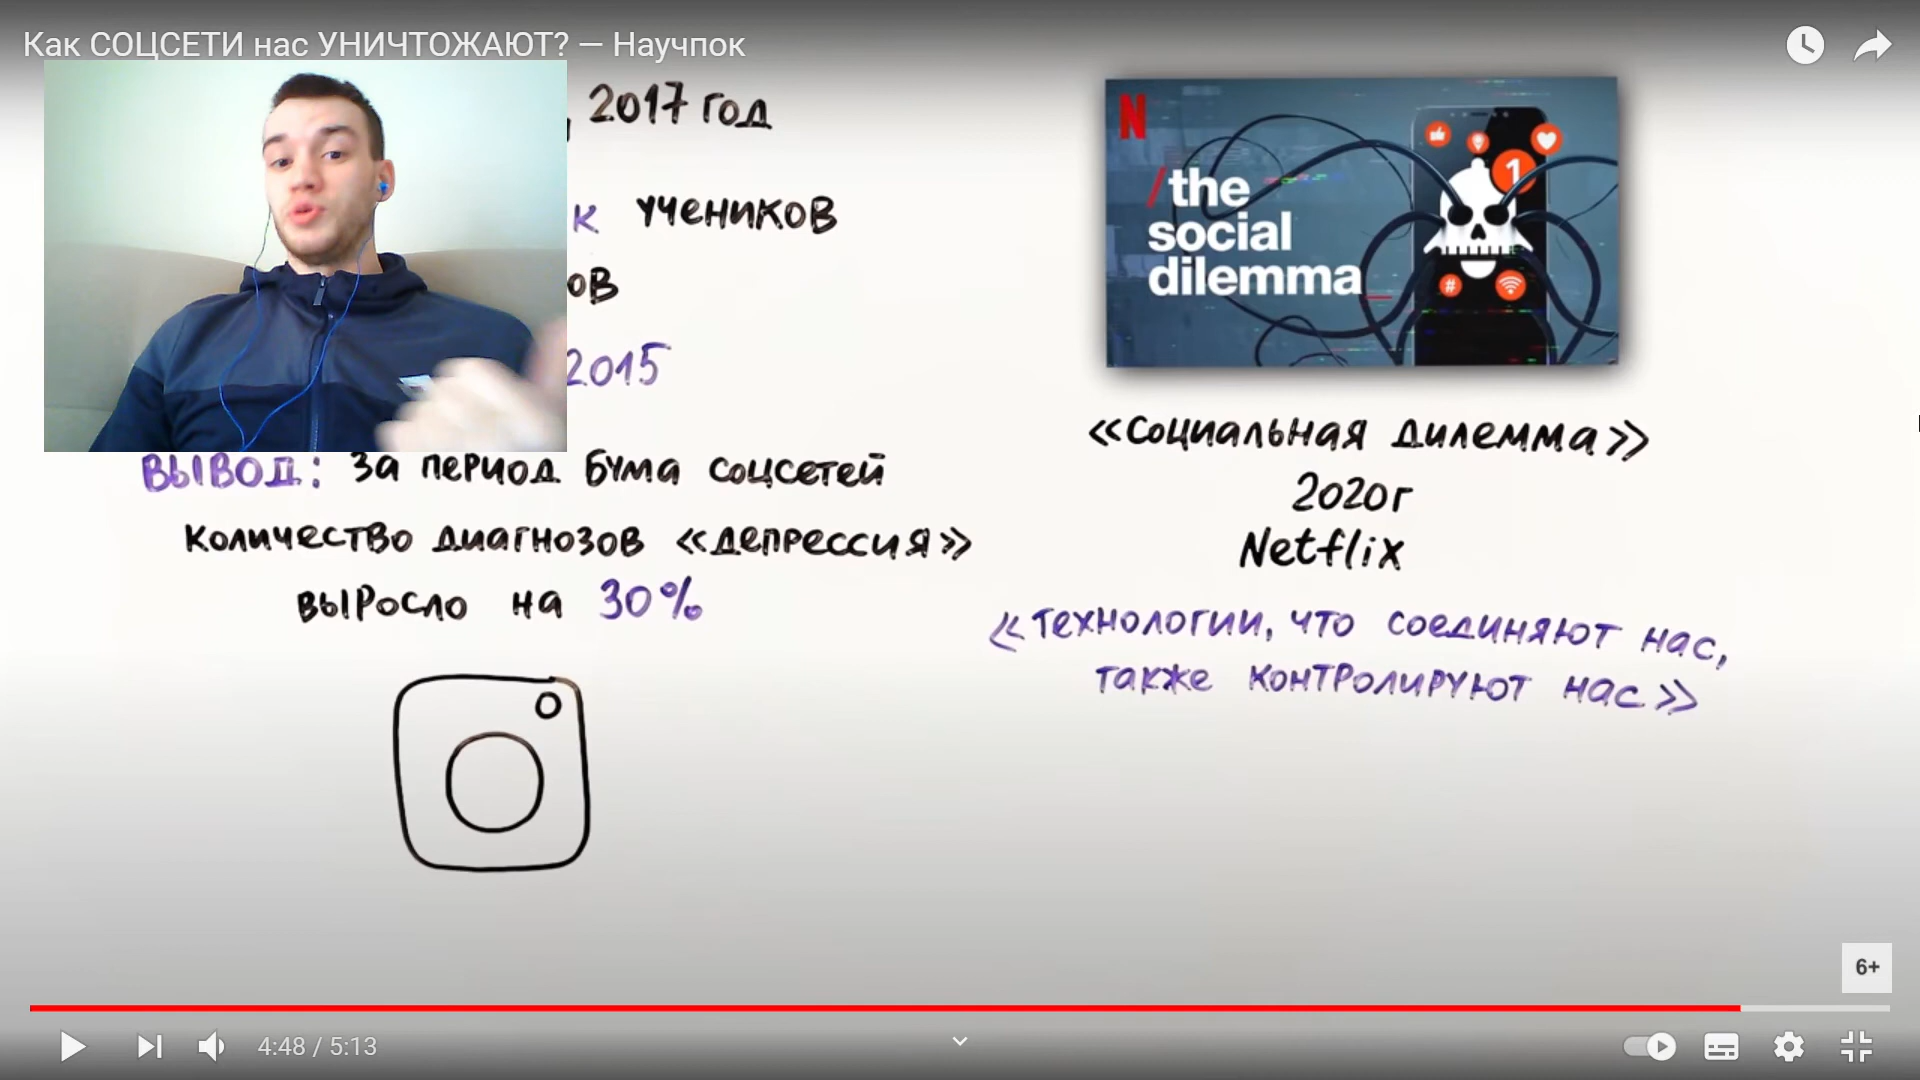 Как СОЦСЕТИ нас УНИЧТОЖАЮТ? — Научпок
, 2017 год
к учеников
ов
2015
ВЫВОД: за период бума соцсетей
количество диагнозов «депрессия»
выросло на 30%
N
/the
social
dilemma_
1
#
«Социальная дилемма»
2020г
Netflix
«Технологии, что соединяют нас,
также контролируют нас»
6+
4:48 / 5:13